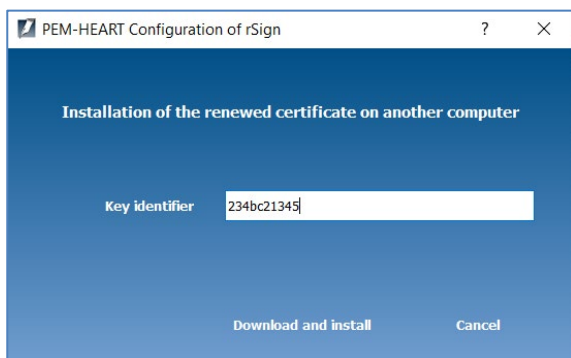 PEM-HEART Configuration of rSign ? ×
Installation of the renewed certificate on another computer
Key identifier 234bc21345
Download and install Cancel